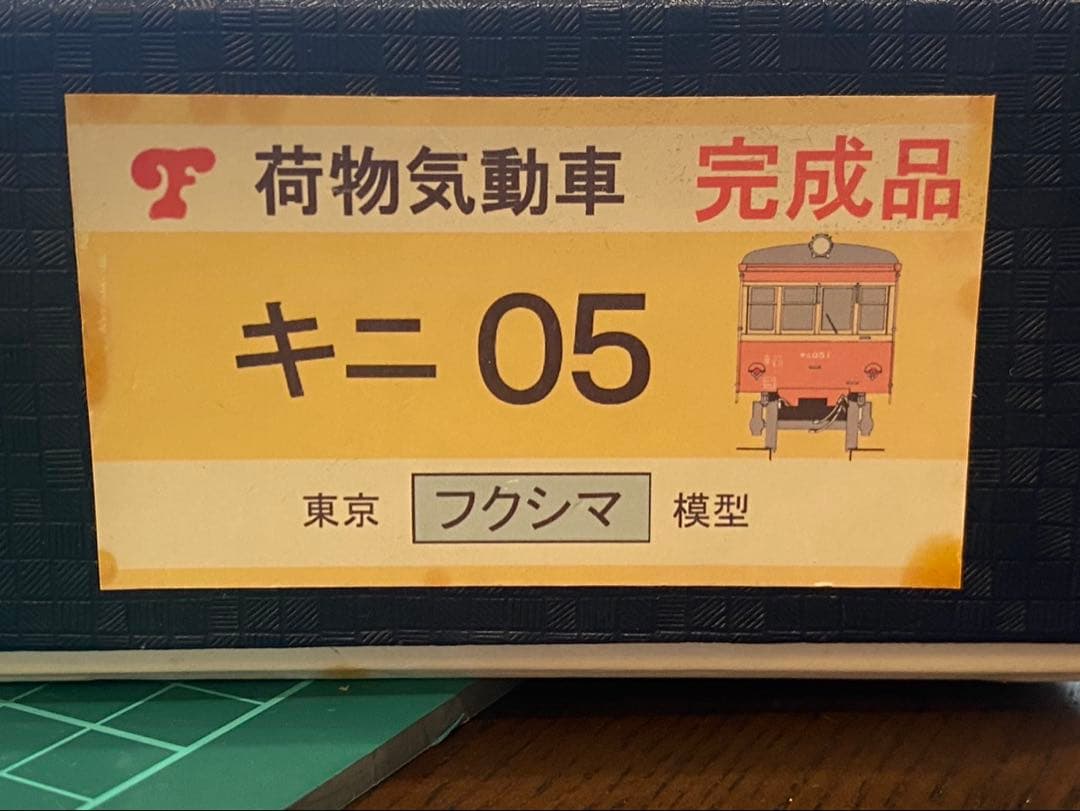 TF 荷物気動車 完成品
キニ 05
東京 フクシマ 模型